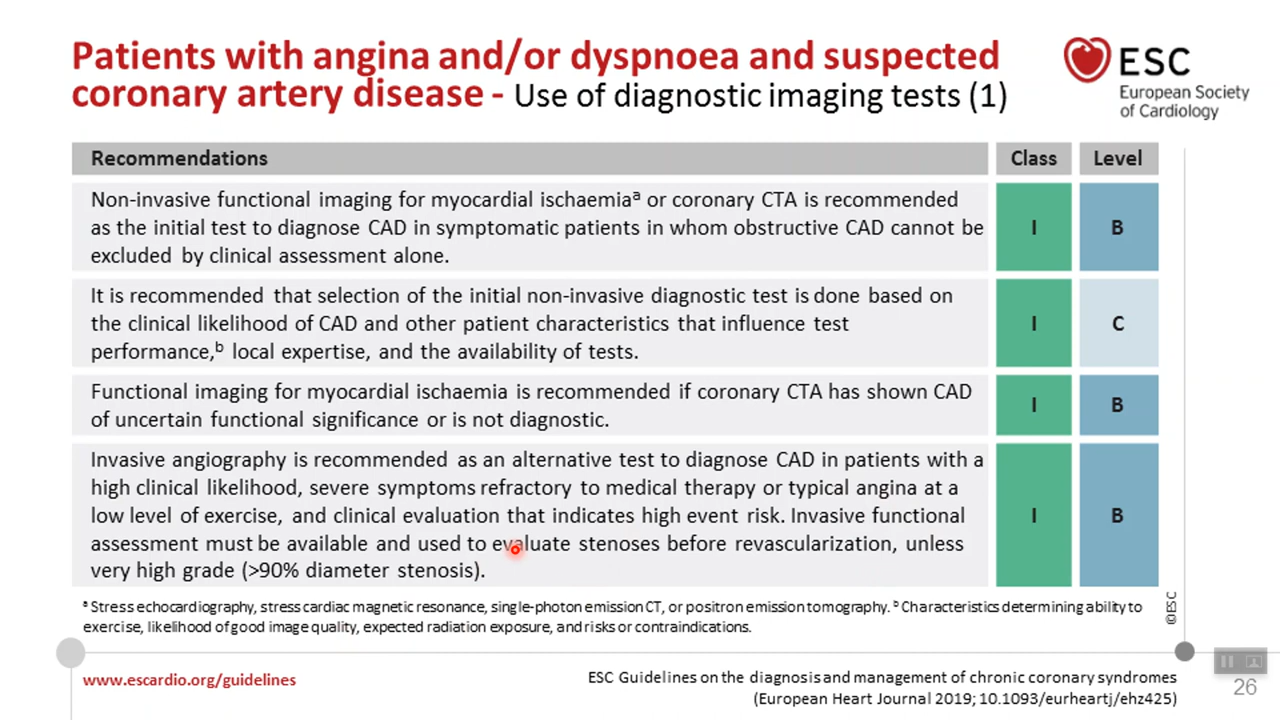 Patients with angina and/or dyspnoea and suspected
coronary artery disease - Use of diagnostic imaging tests (1)
ESC
European Society
of Cardiology
Recommendations Class Level
Non-invasive functional imaging for myocardial ischaemiaᵃ or coronary CTA is recommended
as the initial test to diagnose CAD in symptomatic patients in whom obstructive CAD cannot be
excluded by clinical assessment alone.
I B
It is recommended that selection of the initial non-invasive diagnostic test is done based on
the clinical likelihood of CAD and other patient characteristics that influence test
performance,ᵇ local expertise, and the availability of tests.
I C
Functional imaging for myocardial ischaemia is recommended if coronary CTA has shown CAD
of uncertain functional significance or is not diagnostic.
I B
Invasive angiography is recommended as an alternative test to diagnose CAD in patients with a
high clinical likelihood, severe symptoms refractory to medical therapy or typical angina at a
low level of exercise, and clinical evaluation that indicates high event risk. Invasive functional
assessment must be available and used to evaluate stenoses before revascularization, unless
very high grade (>90% diameter stenosis).
I B
ᵃ Stress echocardiography, stress cardiac magnetic resonance, single-photon emission CT, or positron emission tomography. ᵇ Characteristics determining ability to
exercise, likelihood of good image quality, expected radiation exposure, and risks or contraindications.
©ESC
www.escardio.org/guidelines
ESC Guidelines on the diagnosis and management of chronic coronary syndromes
(European Heart Journal 2019; 10.1093/eurheartj/ehz425)
26